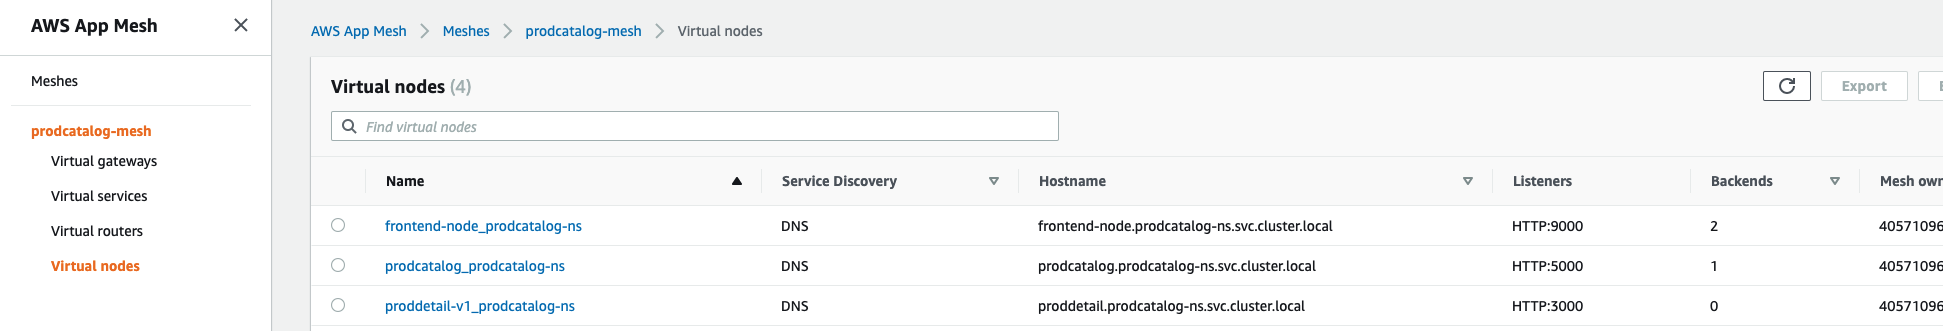 AWS App Mesh
Meshes
prodcatalog-mesh
Virtual gateways
Virtual services
Virtual routers
Virtual nodes
AWS App Mesh > Meshes > prodcatalog-mesh > Virtual nodes
Virtual nodes (4)
Export
Find virtual nodes
Name Service Discovery Hostname Listeners Backends Mesh own
frontend-node_prodcatalog-ns DNS frontend-node.prodcatalog-ns.svc.cluster.local HTTP:9000 2 40571096
prodcatalog_prodcatalog-ns DNS prodcatalog.prodcatalog-ns.svc.cluster.local HTTP:5000 1 40571096
proddetail-v1_prodcatalog-ns DNS proddetail.prodcatalog-ns.svc.cluster.local HTTP:3000 0 40571096